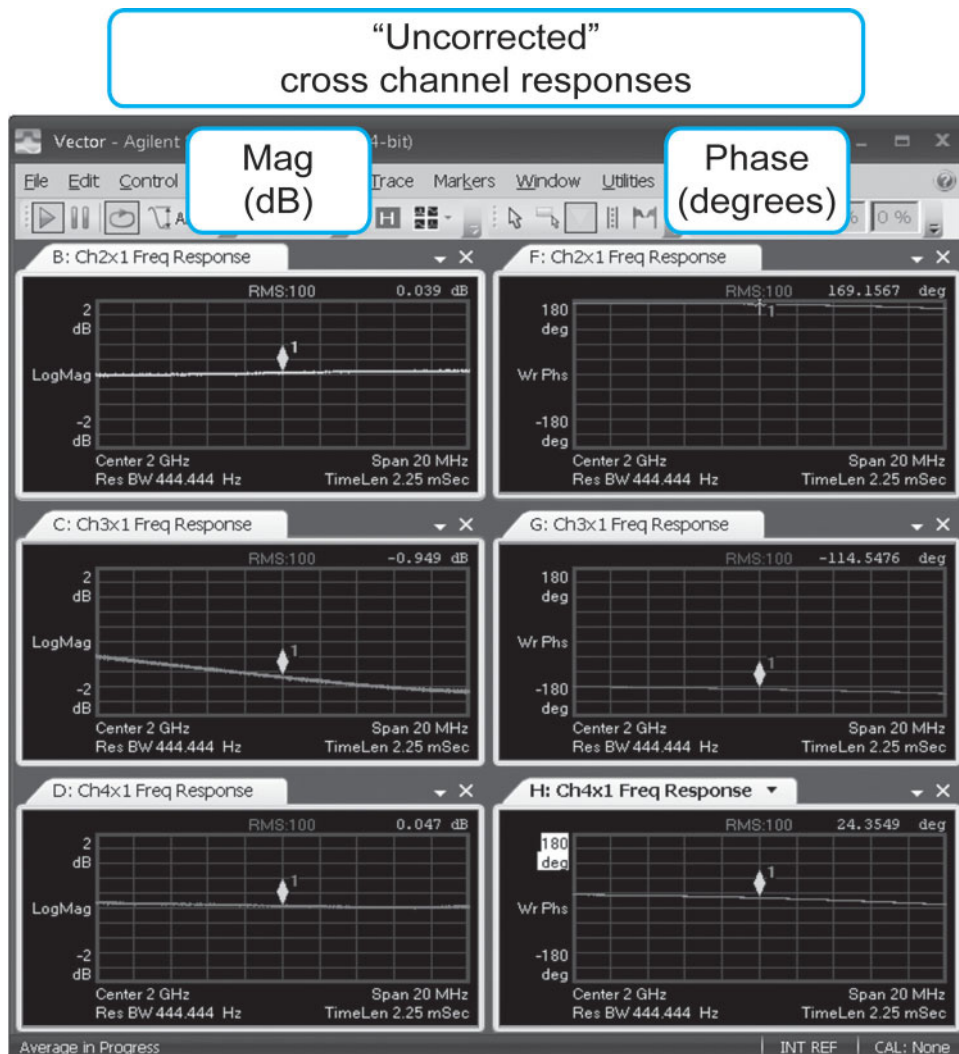 “Uncorrected”
cross channel responses
Vector - Agilent 4-bit)
Mag
(dB)
Phase
(degrees)
File Edit Control Trace Markers Window Utilities
0 %
B: Ch2x1 Freq Response
RMS:100 0.039 dB
2
dB
1
LogMag
-2
dB
Center 2 GHz Span 20 MHz
Res BW 444.444 Hz TimeLen 2.25 mSec
F: Ch2x1 Freq Response
RMS:100 169.1567 deg
180
deg
1
Wr Phs
-180
deg
Center 2 GHz Span 20 MHz
Res BW 444.444 Hz TimeLen 2.25 mSec
C: Ch3x1 Freq Response
RMS:100 -0.949 dB
2
dB
LogMag
1
-2
dB
Center 2 GHz Span 20 MHz
Res BW 444.444 Hz TimeLen 2.25 mSec
G: Ch3x1 Freq Response
RMS:100 -114.5476 deg
180
deg
Wr Phs
1
-180
deg
Center 2 GHz Span 20 MHz
Res BW 444.444 Hz TimeLen 2.25 mSec
D: Ch4x1 Freq Response
RMS:100 0.047 dB
2
dB
1
LogMag
-2
dB
Center 2 GHz Span 20 MHz
Res BW 444.444 Hz TimeLen 2.25 mSec
H: Ch4x1 Freq Response
RMS:100 24.3549 deg
180
deg
1
Wr Phs
-180
deg
Center 2 GHz Span 20 MHz
Res BW 444.444 Hz TimeLen 2.25 mSec
Average in Progress INT REF CAL: None